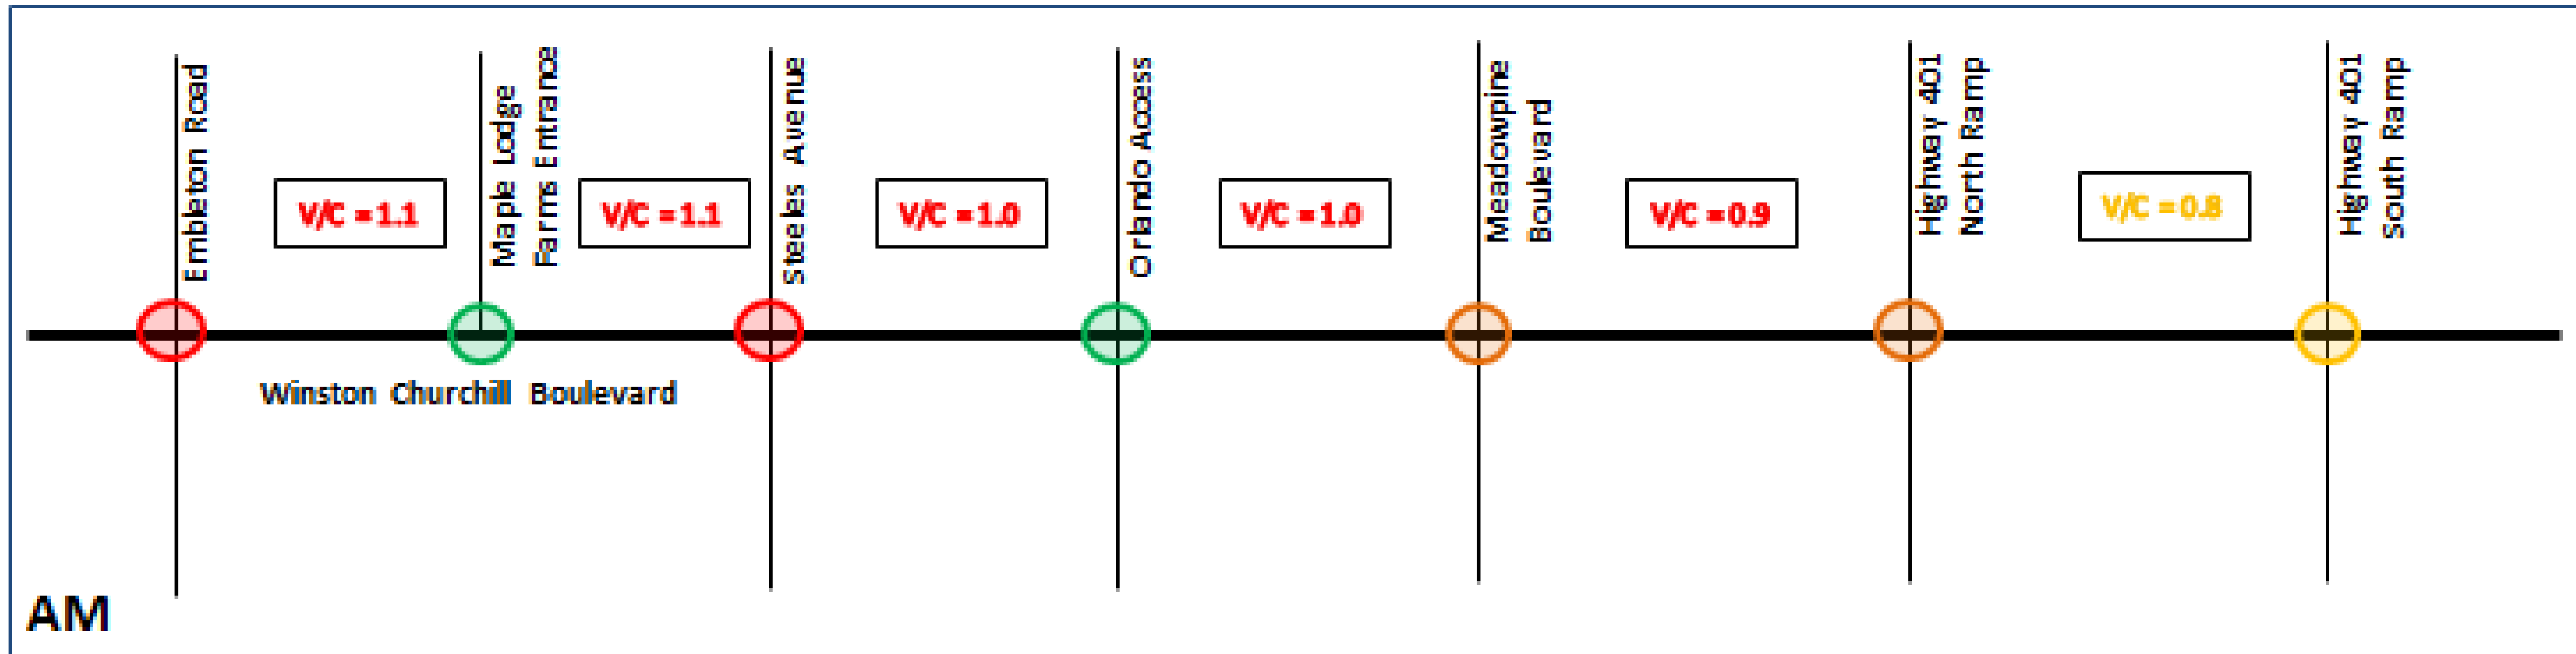 Embleton Road
Maple Lodge
Farms Entrance
Steeles Avenue
Orlando Access
Meadowpine
Boulevard
Highway 401
North Ramp
Highway 401
South Ramp
V/C = 1.1
V/C = 1.1
V/C = 1.0
V/C = 1.0
V/C = 0.9
V/C = 0.8
Winston Churchill Boulevard
AM